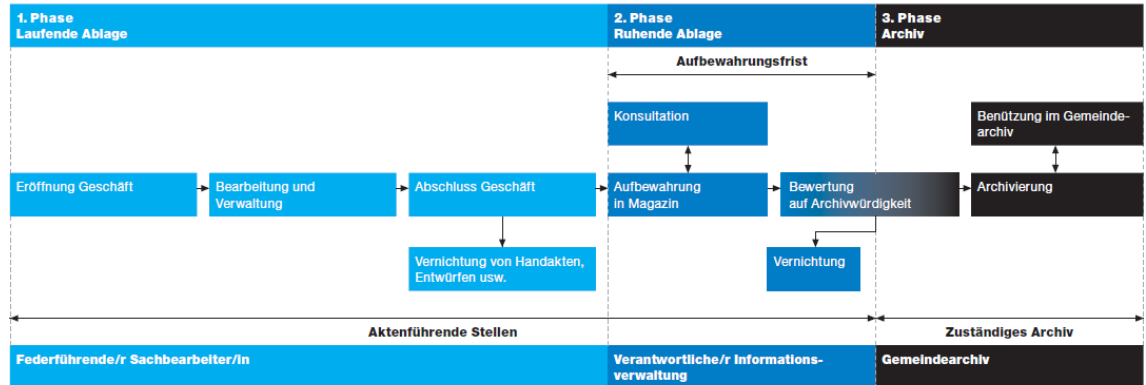 1. Phase
Laufende Ablage
2. Phase
Ruhende Ablage
3. Phase
Archiv
Aufbewahrungsfrist
Konsultation
Benützung im Gemeinde-
archiv
Eröffnung Geschäft
Bearbeitung und
Verwaltung
Abschluss Geschäft
Aufbewahrung
in Magazin
Bewertung
auf Archivwürdigkeit
Archivierung
Vernichtung von Handakten,
Entwürfen usw.
Vernichtung
Aktenführende Stellen
Zuständiges Archiv
Federführende/r Sachbearbeiter/in
Verantwortliche/r Informations-
verwaltung
Gemeindearchiv